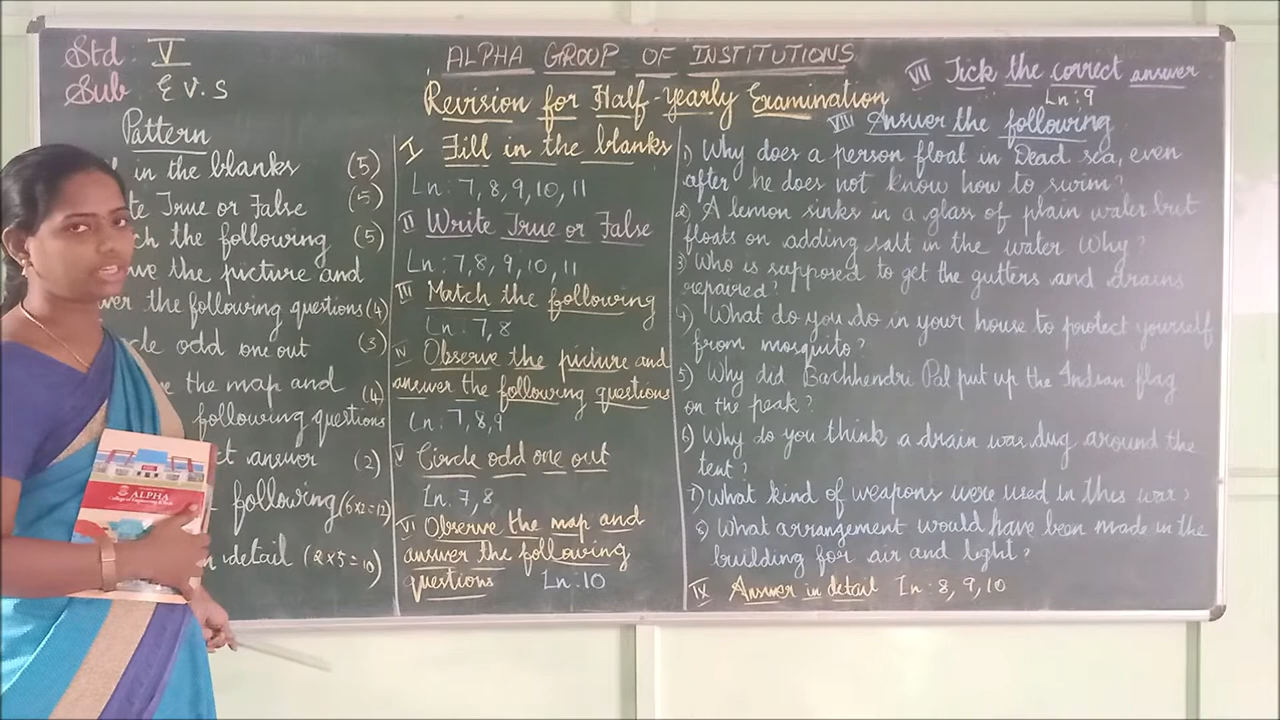 Std: V
Sub: E V. S
ALPHA GROUP OF INSTITUTIONS
Revision for Half-yearly Examination
Pattern
in the blanks (5)
True or False (5)
the following (5)
the picture and
the following questions (4)
odd one out (3)
the map and
following questions (4)
answer (2)
following (6x2=12)
detail (2x5=10)
I Fill in the blanks
Ln: 7, 8, 9, 10, 11
II Write True or False
Ln: 7, 8, 9, 10, 11
III Match the following
Ln: 7, 8
IV Observe the picture and
answer the following questions
Ln: 7, 8, 9
V Circle odd one out
Ln. 7, 8
VI Observe the map and
answer the following
questions Ln: 10
VII Tick the correct answer
Ln: 9
VIII Answer the following
1) Why does a person float in Dead sea, even
after he does not know how to swim?
2) A lemon sinks in a glass of plain water but
floats on adding salt in the water Why?
3) Who is supposed to get the gutters and drains
repaired?
4) What do you do in your house to protect yourself
from mosquito?
5) Why did Bachhendri Pal put up the Indian flag
on the peak?
6) Why do you think a drain was dug around the
tent?
7) What kind of weapons were used in this war?
8) What arrangement would have been made in the
building for air and light?
IX Answer in detail Ln: 8, 9, 10
ALPHA